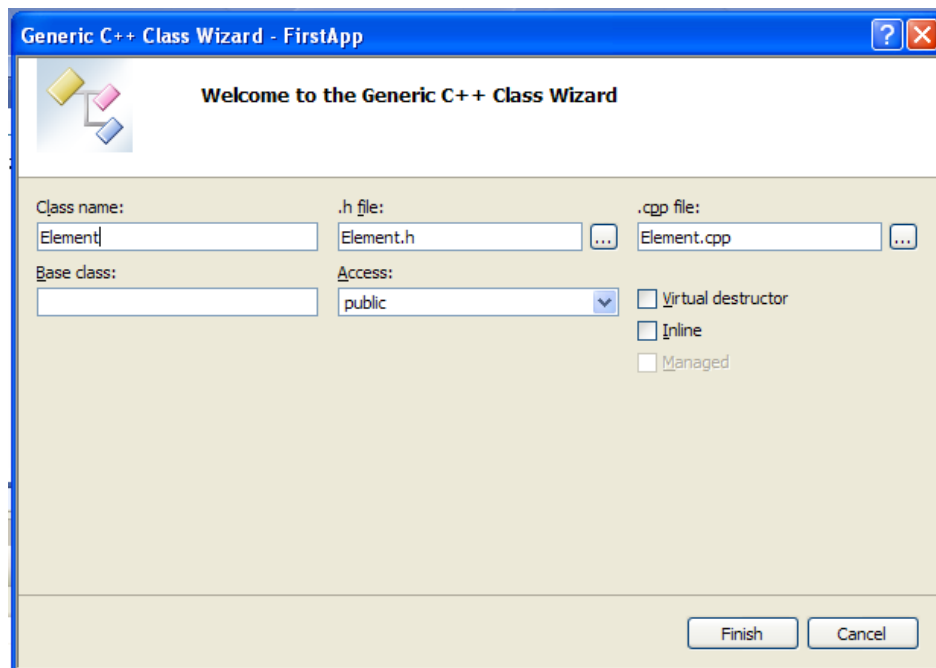 Generic C++ Class Wizard - FirstApp
Welcome to the Generic C++ Class Wizard
Class name: .h file: .cpp file:
Element Element.h ... Element.cpp ...
Base class: Access:
public Virtual destructor
Inline
Managed
Finish Cancel